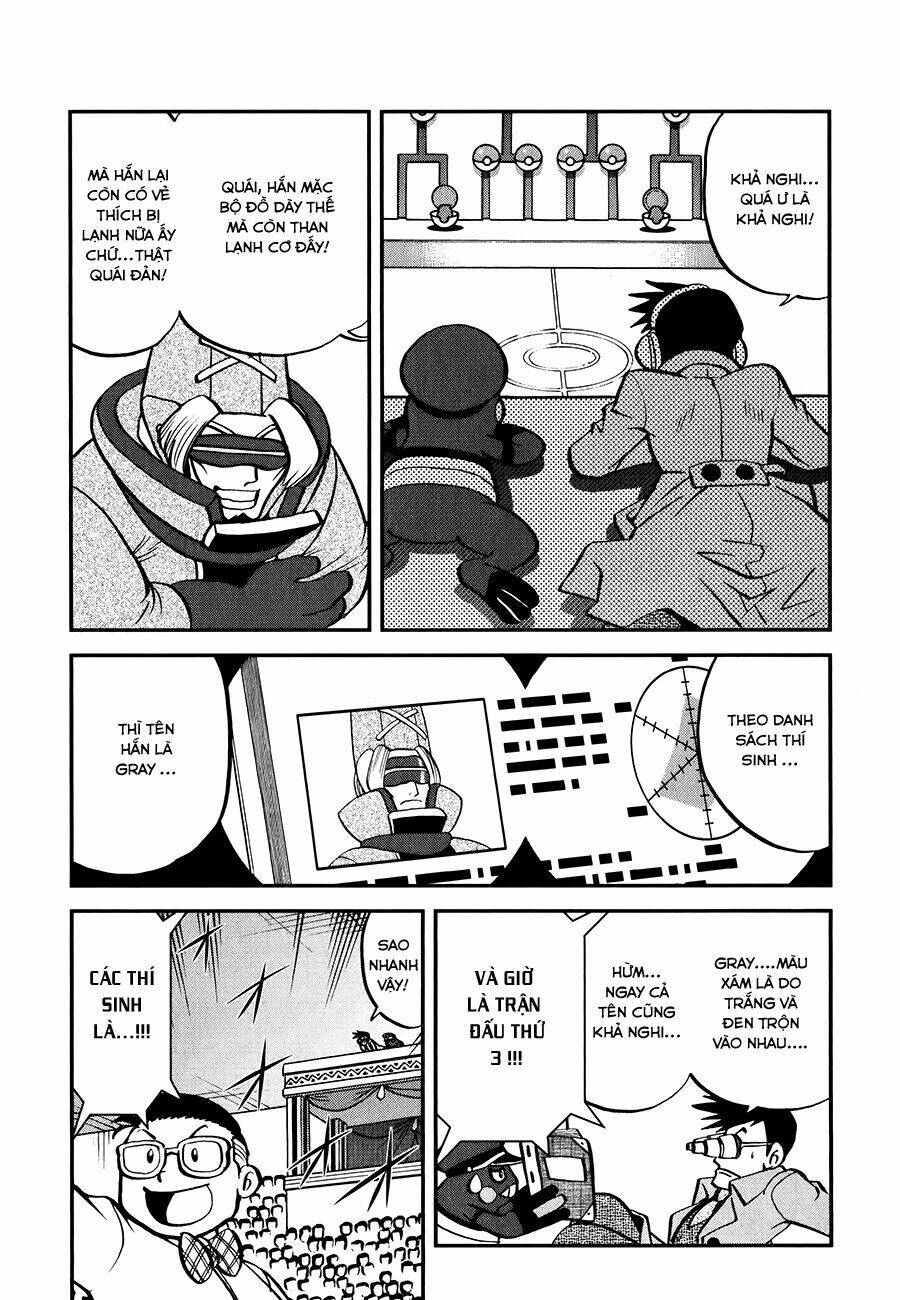 KHẢ NGHI...
QUÁ Ư LÀ
KHẢ NGHI!
QUÁI, HẮN MẶC
BỘ ĐỒ DÀY THẾ
MÀ CÒN THAN
LẠNH CƠ ĐẤY!
MÀ HẮN LẠI
CÒN CÓ VẺ
THÍCH BỊ
LẠNH NỮA ẤY
CHỨ...THẬT
QUÁI ĐẢN!
THEO DANH
SÁCH THÍ
SINH ...
THÌ TÊN
HẮN LÀ
GRAY ...
GRAY....MÀU
XÁM LÀ DO
TRẮNG VÀ
ĐEN TRỘN
VÀO NHAU....
HỪM...
NGAY CẢ
TÊN CŨNG
KHẢ NGHI...
VÀ GIỜ
LÀ TRẬN
ĐẤU THỨ
3 !!!
SAO
NHANH
VẬY!
CÁC THÍ
SINH
LÀ...!!!